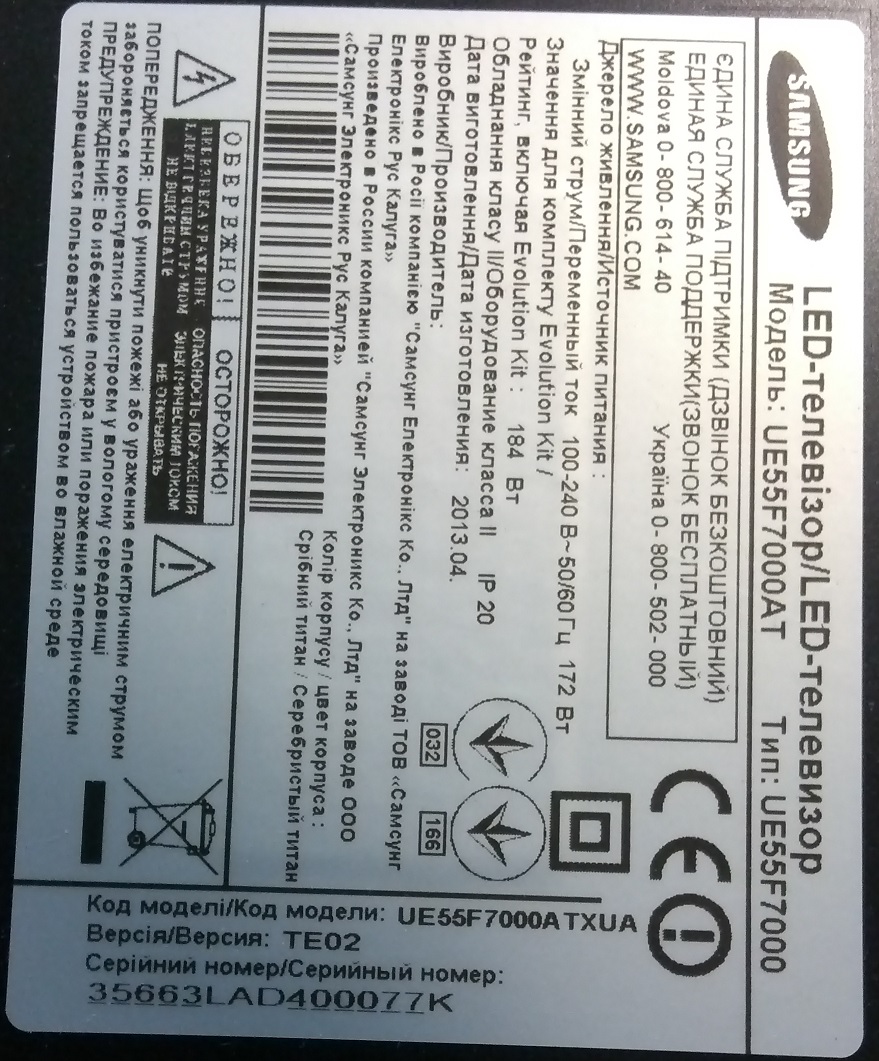 SAMSUNG
LED-телевізор/LED-телевизор
Модель: UE55F7000AT Тип: UE55F7000
ЄДИНА СЛУЖБА ПІДТРИМКИ (ДЗВІНОК БЕЗКОШТОВНИЙ)
ЕДИНАЯ СЛУЖБА ПОДДЕРЖКИ(ЗВОНОК БЕСПЛАТНЫЙ)
Moldova 0-800-614-40 Україна 0-800-502-000
WWW.SAMSUNG.COM
Джерело живлення/Источник питания :
Змінний струм/Переменный ток 100-240 В~50/60Гц 172 Вт
Значення для комплекту Evolution Kit /
Рейтинг, включая Evolution Kit : 184 Вт
Обладнання класу II/Оборудование класса II IP 20
Дата виготовлення/Дата изготовления: 2013.04.
Виробник/Производитель:
Вироблено в Росії компанією "Самсунг Електронікс Ко., Лтд" на заводі ТОВ «Самсунг
Електронікс Рус Калуга»
Произведено в России компанией "Самсунг Электроникс Ко., Лтд" на заводе ООО
«Самсунг Электроникс Рус Калуга»
032
166
CE
Колір корпусу / цвет корпуса :
Срібний титан / Серебристый титан
ОБЕРЕЖНО! ОСТОРОЖНО!
НЕБЕЗПЕКА УРАЖЕННЯ ОПАСНОСТЬ ПОРАЖЕНИЯ
ЕЛЕКТРИЧНИМ СТРУМОМ ЭЛЕКТРИЧЕСКИМ ТОКОМ
НЕ ВІДКРИВАТИ НЕ ОТКРЫВАТЬ
ПОПЕРЕДЖЕННЯ: Щоб уникнути пожежі або ураження електричним струмом
забороняється користуватися пристроєм у вологому середовищі
ПРЕДУПРЕЖДЕНИЕ: Во избежание пожара или поражения электрическим
током запрещается пользоваться устройством во влажной среде
Код моделі/Код модели: UE55F7000ATXUA
Версія/Версия: TE02
Серійний номер/Серийный номер:
35663LAD400077K